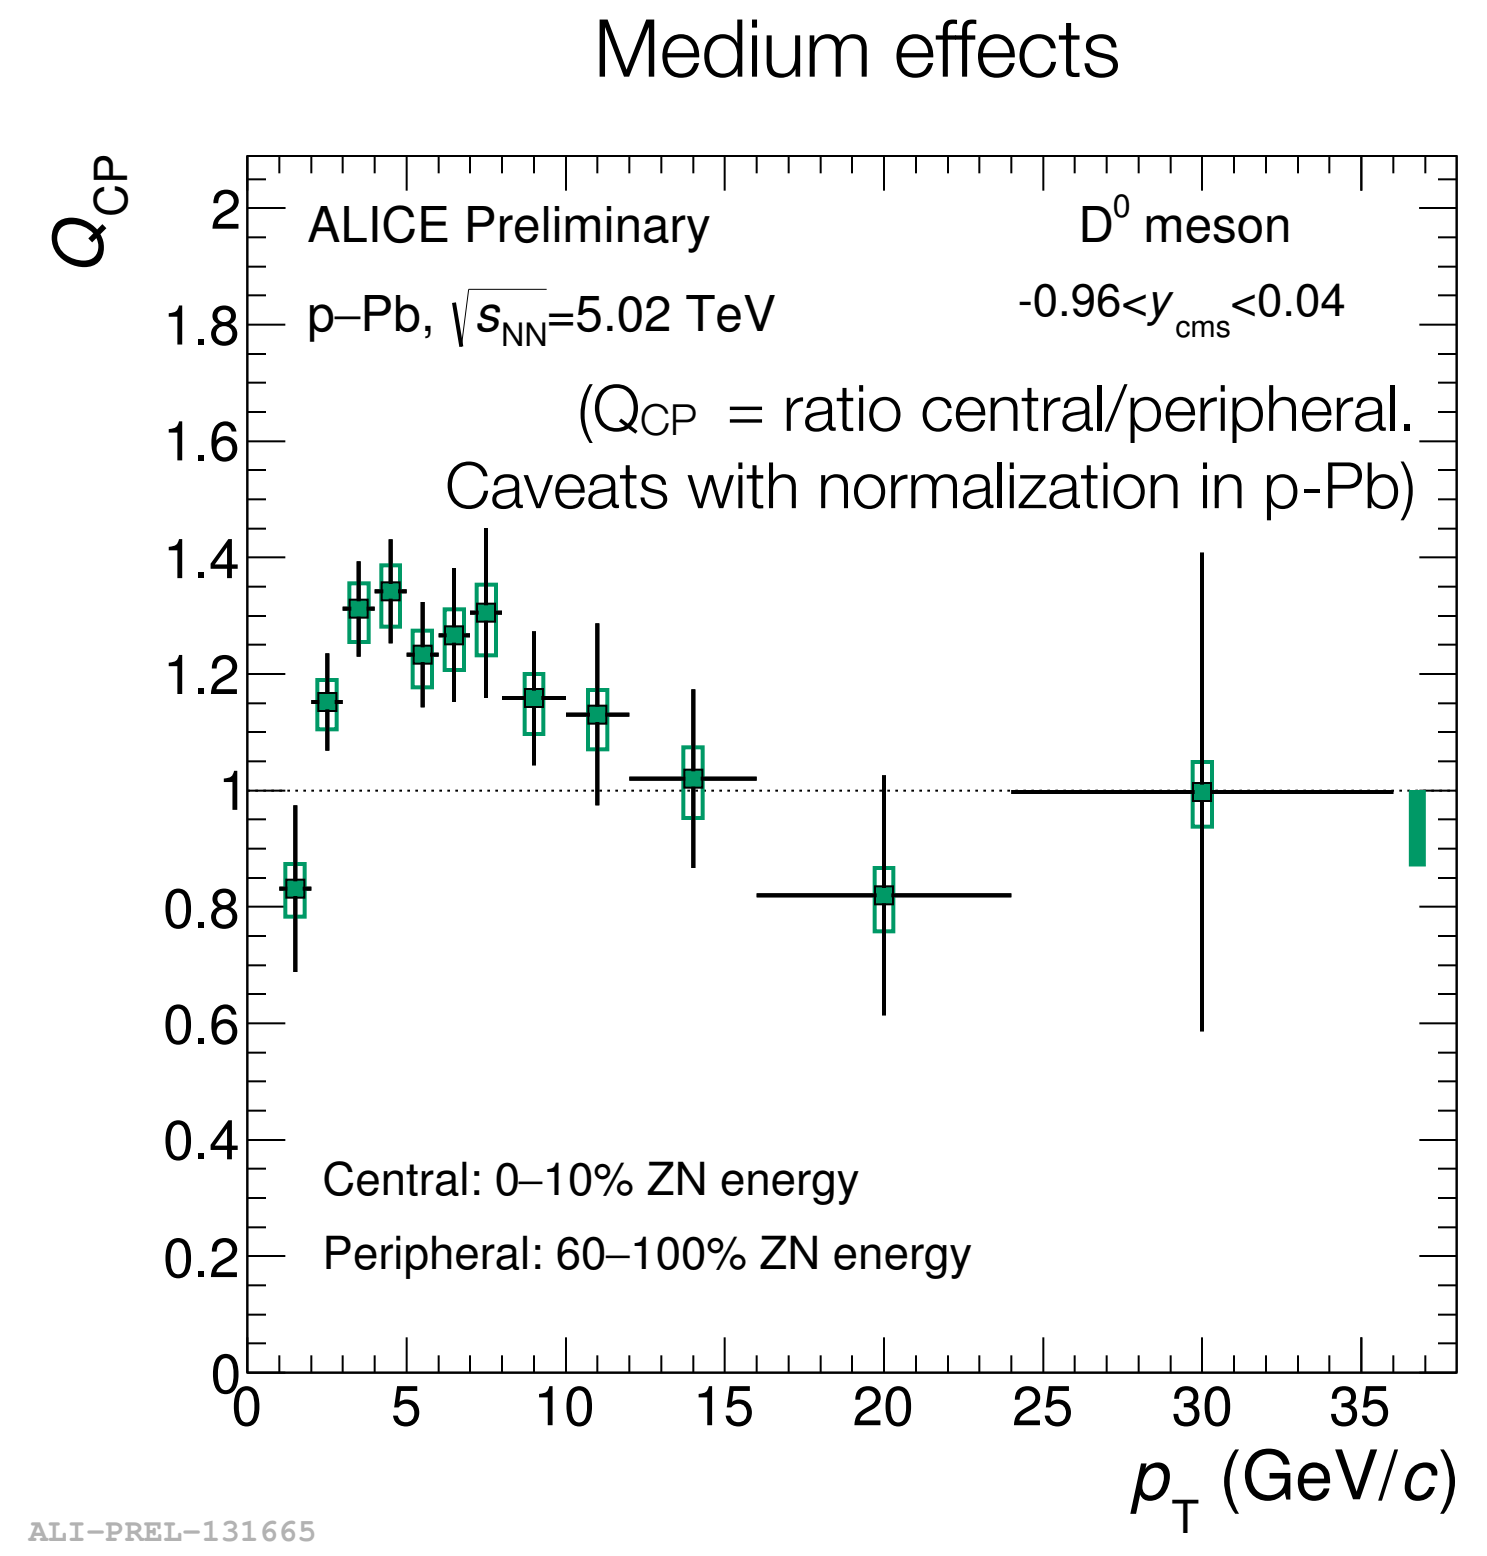 Medium effects
Q_CP
ALICE Preliminary
D⁰ meson
p–Pb, √s_NN=5.02 TeV
-0.96<y_cms<0.04
(Q_CP = ratio central/peripheral.
Caveats with normalization in p-Pb)
2
1.8
1.6
1.4
1.2
1
0.8
0.6
0.4
0.2
0
Central: 0–10% ZN energy
Peripheral: 60–100% ZN energy
0 5 10 15 20 25 30 35
p_T (GeV/c)
ALI-PREL-131665